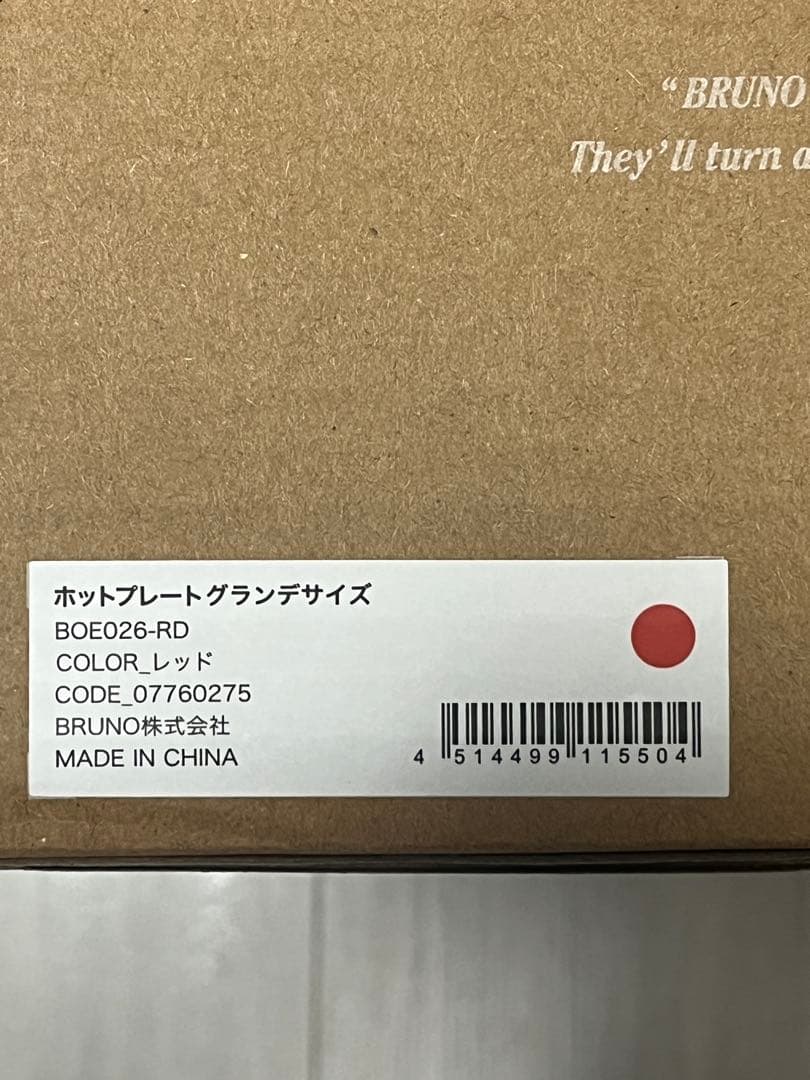 “BRUNO
They’ll turn a
ホットプレートグランデサイズ
BOE026-RD
COLOR_レッド
CODE_07760275
BRUNO株式会社
MADE IN CHINA
4 514499 115504